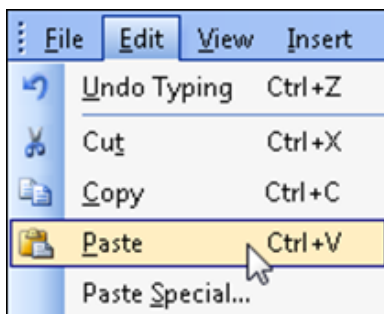 File Edit View Insert
Undo Typing Ctrl+Z
Cut Ctrl+X
Copy Ctrl+C
Paste Ctrl+V
Paste Special...